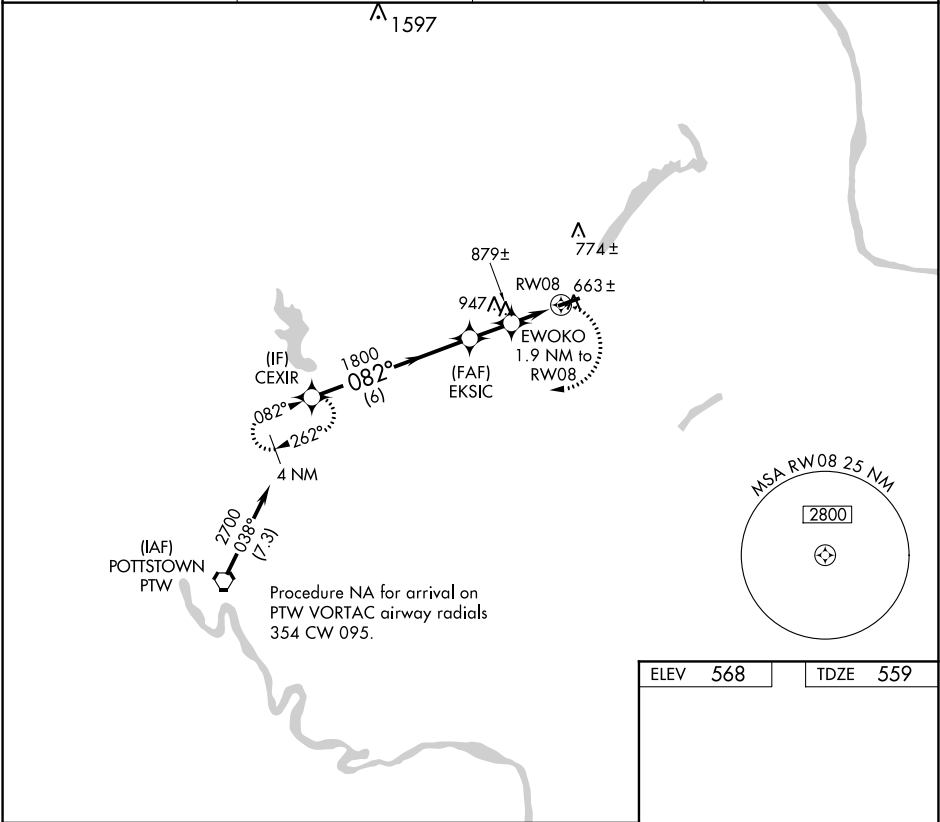 1597
774±
879±
RW08
663±
947
EWOKO
1.9 NM to
RW08
(IF)
CEXIR
1800
082°
(6)
(FAF)
EKSIC
082°
262°
4 NM
2700
038°
(7.3)
(IAF)
POTTSTOWN
PTW
Procedure NA for arrival on
PTW VORTAC airway radials
354 CW 095.
MSA RW08 25 NM
2800
ELEV 568
TDZE 559